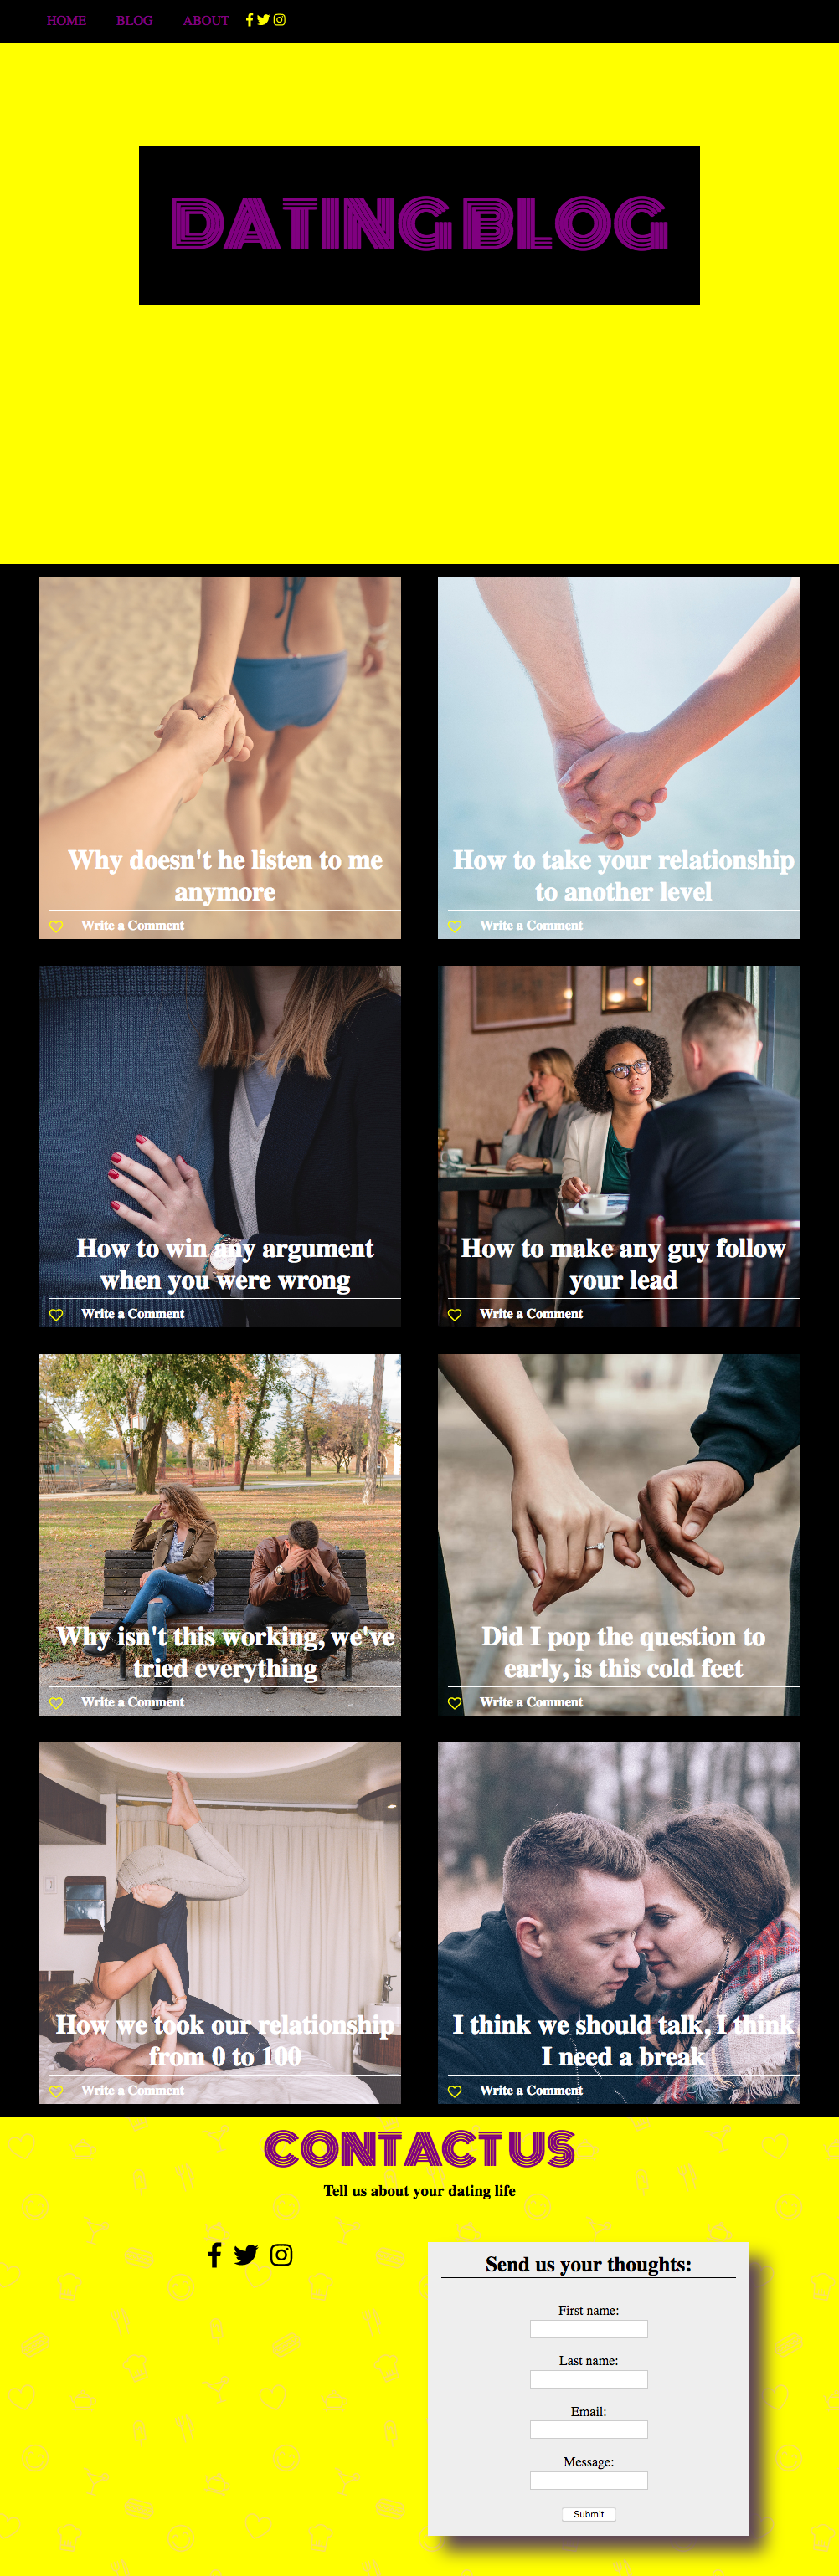 HOME BLOG ABOUT
DATING BLOG
Why doesn't he listen to me
anymore
Write a Comment
How to take your relationship
to another level
Write a Comment
How to win any argument
when you were wrong
Write a Comment
How to make any guy follow
your lead
Write a Comment
Why isn't this working, we've
tried everything
Write a Comment
Did I pop the question to
early, is this cold feet
Write a Comment
How we took our relationship
from 0 to 100
Write a Comment
I think we should talk, I think
I need a break
Write a Comment
CONTACT US
Tell us about your dating life
Send us your thoughts:
First name:
Last name:
Email:
Message:
Submit